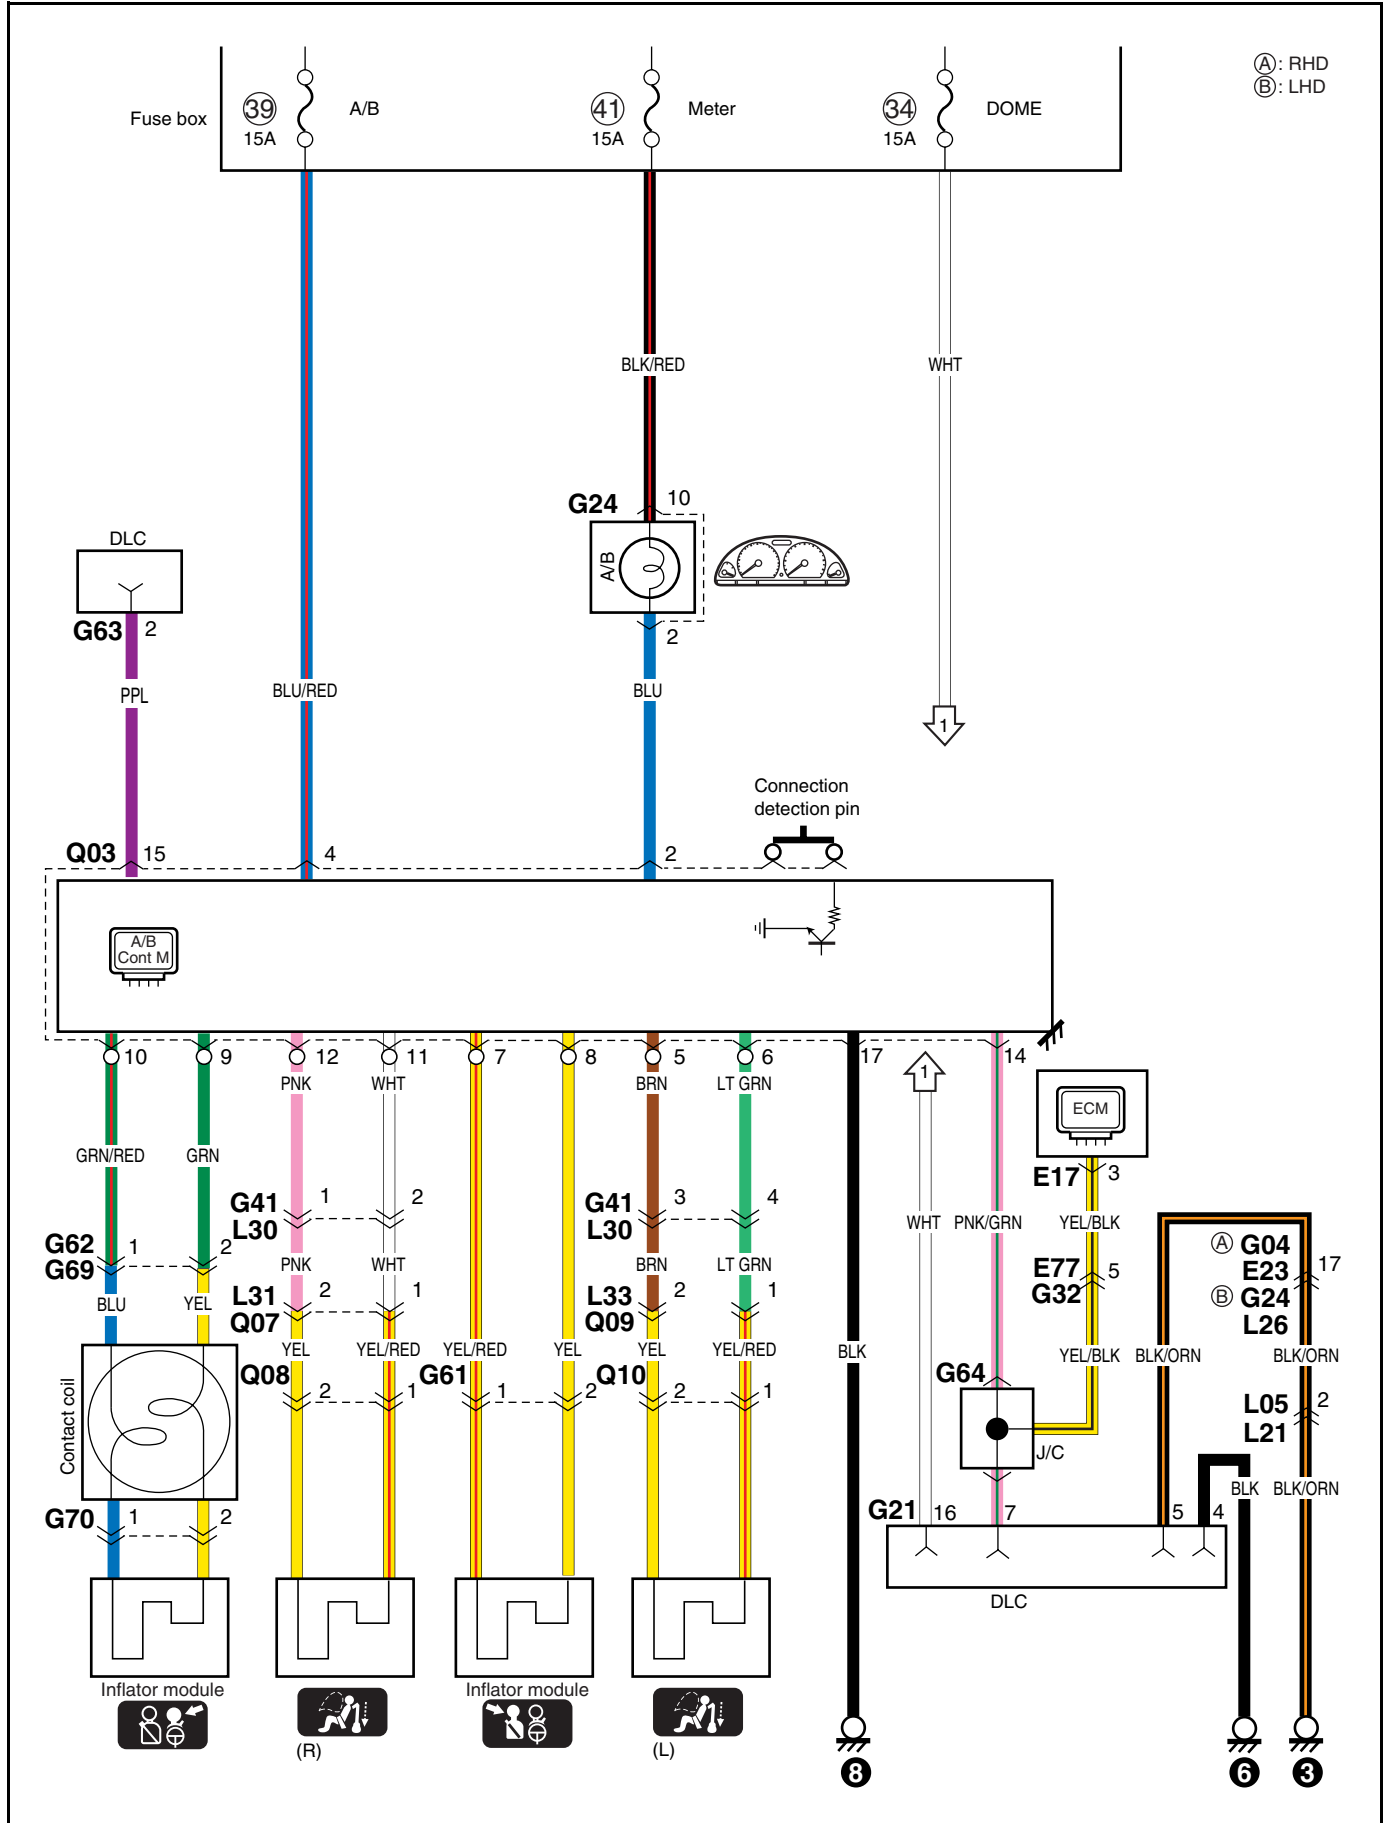 Ⓐ: RHD
Ⓑ: LHD
Fuse box
39
15A
A/B
41
15A
Meter
34
15A
DOME
BLK/RED
WHT
G24
10
A/B
2
DLC
G63
2
PPL
BLU/RED
BLU
1
Connection
detection pin
Q03
15
4
2
A/B
Cont M
10
9
12
11
7
8
5
6
17
1
14
PNK
WHT
BRN
LT GRN
ECM
E17
3
GRN/RED
GRN
G41
L30
1
2
G41
L30
3
4
WHT
PNK/GRN
YEL/BLK
G62
G69
1
2
PNK
WHT
BRN
LT GRN
E77
G32
5
Ⓐ G04
E23
17
Ⓑ G24
L26
BLU
YEL
L31
Q07
2
1
L33
Q09
2
1
YEL
YEL/RED
YEL/RED
YEL
YEL
YEL/RED
BLK
YEL/BLK
BLK/ORN
BLK/ORN
Q08
2
1
G61
1
2
Q10
2
1
G64
J/C
L05
L21
2
Contact coil
BLK
BLK/ORN
G70
1
2
G21
16
7
5
4
DLC
Inflator module
Inflator module
(R)
(L)
8
6
3